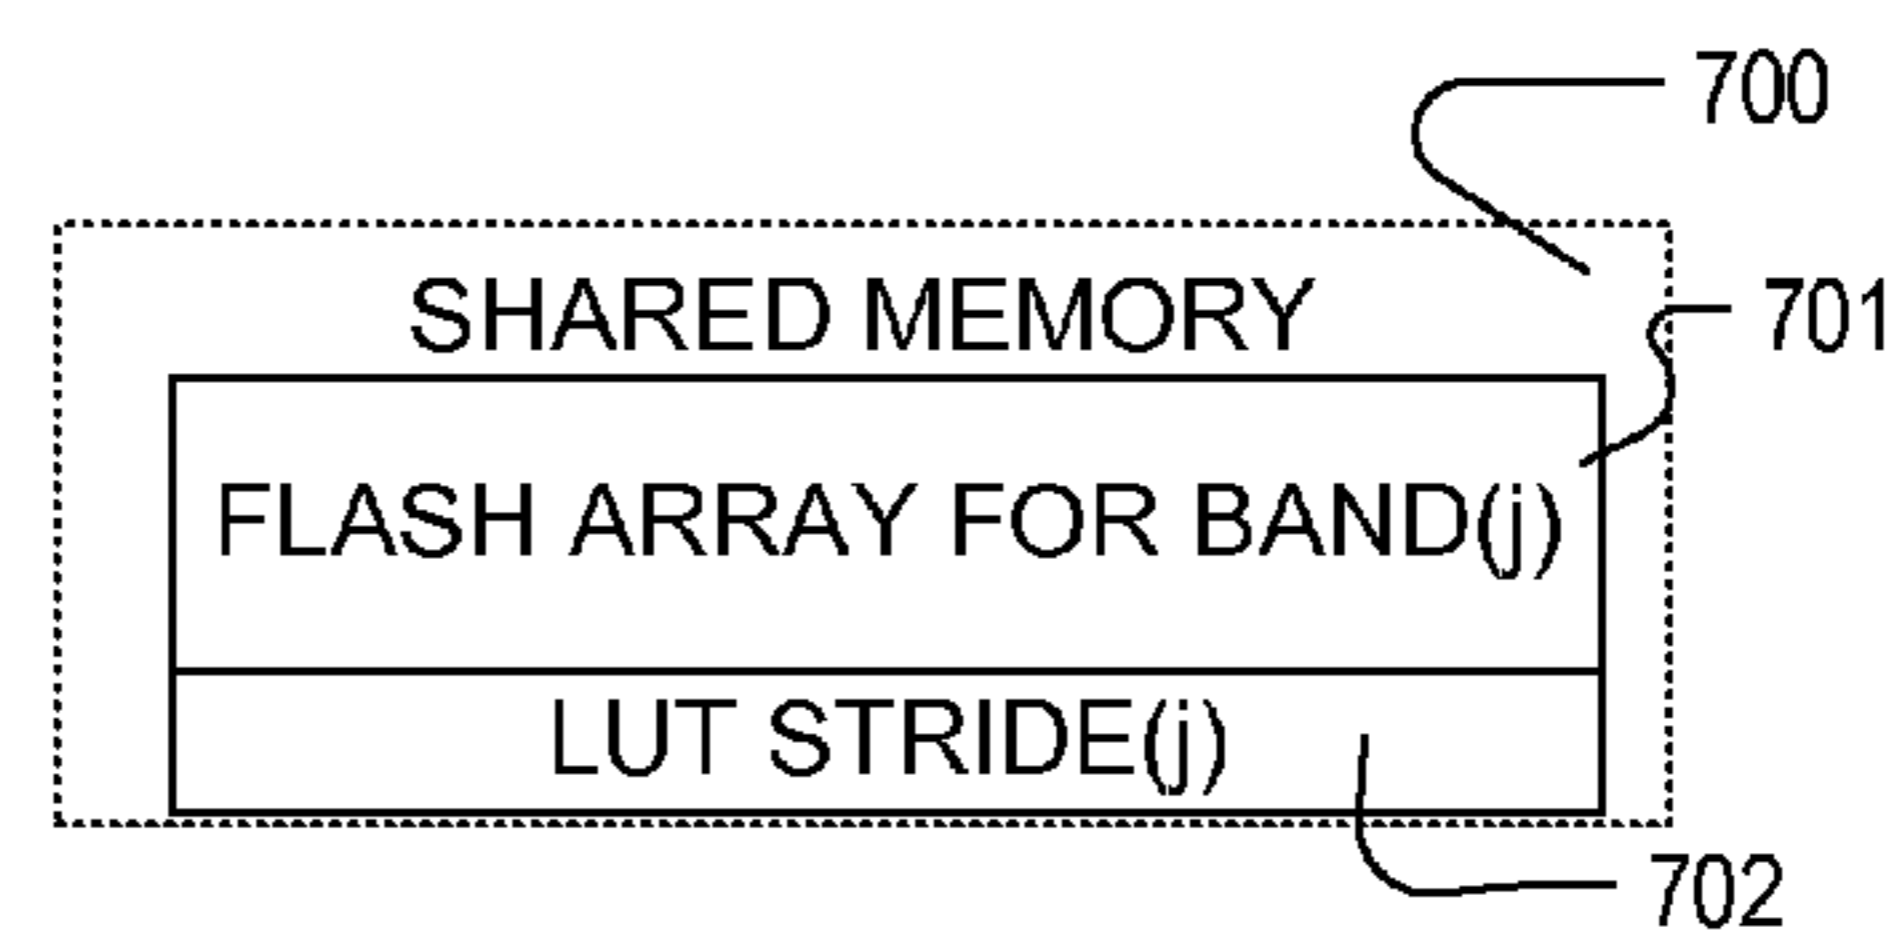 700
SHARED MEMORY
701
FLASH ARRAY FOR BAND(j)
LUT STRIDE(j)
702